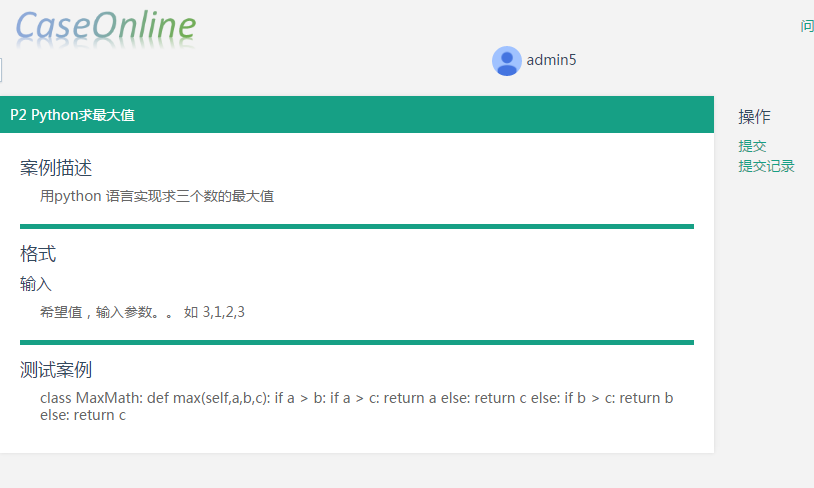 CaseOnline
问
admin5
P2 Python求最大值
操作
提交
提交记录
案例描述
用python 语言实现求三个数的最大值
格式
输入
希望值，输入参数。。 如 3,1,2,3
测试案例
class MaxMath: def max(self,a,b,c): if a > b: if a > c: return a else: return c else: if b > c: return b
else: return c